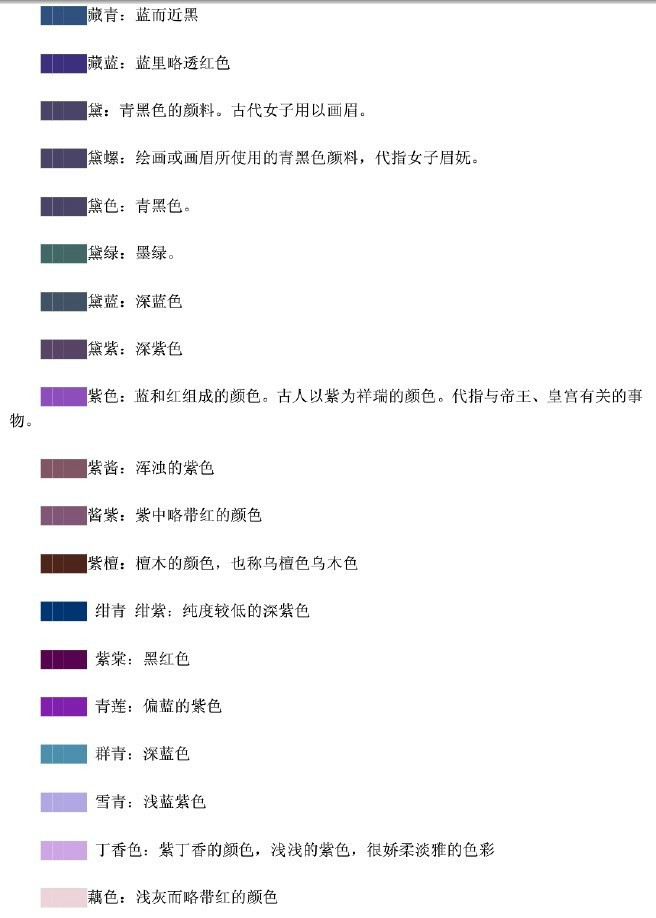 藏青：蓝而近黑
藏蓝：蓝里略透红色
黛：青黑色的颜料。古代女子用以画眉。
黛螺：绘画或画眉所使用的青黑色颜料，代指女子眉妩。
黛色：青黑色。
黛绿：墨绿。
黛蓝：深蓝色
黛紫：深紫色
紫色：蓝和红组成的颜色。古人以紫为祥瑞的颜色。代指与帝王、皇宫有关的事
物。
紫酱：浑浊的紫色
酱紫：紫中略带红的颜色
紫檀：檀木的颜色，也称乌檀色乌木色
绀青 绀紫：纯度较低的深紫色
紫棠：黑红色
青莲：偏蓝的紫色
群青：深蓝色
雪青：浅蓝紫色
丁香色：紫丁香的颜色，浅浅的紫色，很娇柔淡雅的色彩
藕色：浅灰而略带红的颜色